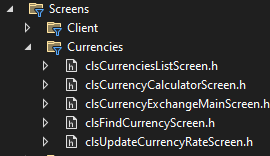 Screens
Client
Currencies
clsCurrenciesListScreen.h
clsCurrencyCalculatorScreen.h
clsCurrencyExchangeMainScreen.h
clsFindCurrencyScreen.h
clsUpdateCurrencyRateScreen.h